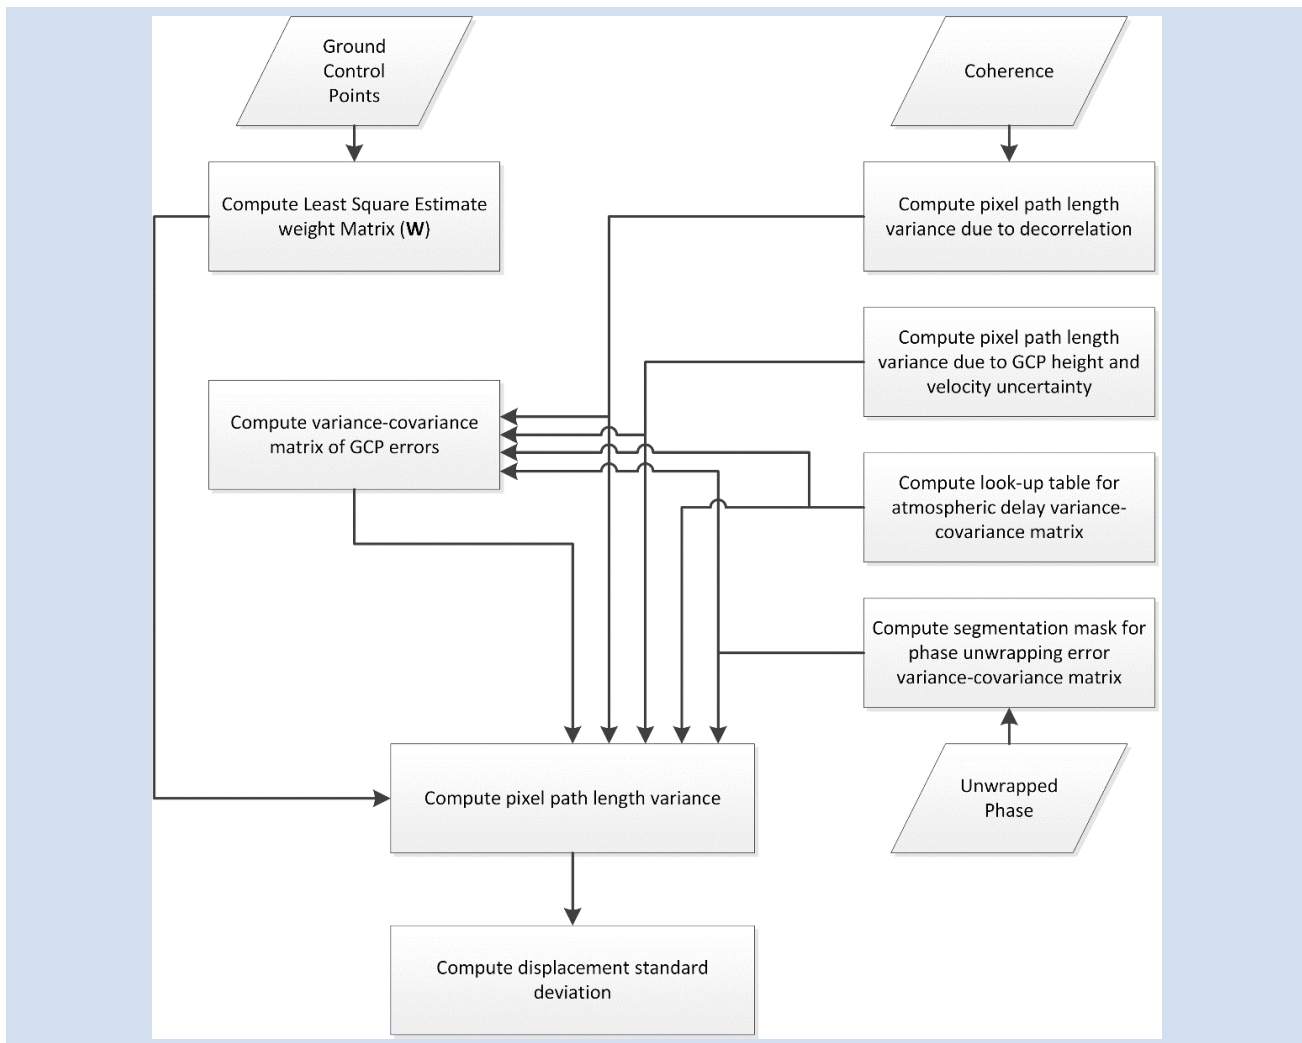 Ground
Control
Points
Coherence
Compute Least Square Estimate
weight Matrix (W)
Compute pixel path length
variance due to decorrelation
Compute pixel path length
variance due to GCP height and
velocity uncertainty
Compute variance-covariance
matrix of GCP errors
Compute look-up table for
atmospheric delay variance-
covariance matrix
Compute segmentation mask for
phase unwrapping error
variance-covariance matrix
Compute pixel path length variance
Unwrapped
Phase
Compute displacement standard
deviation